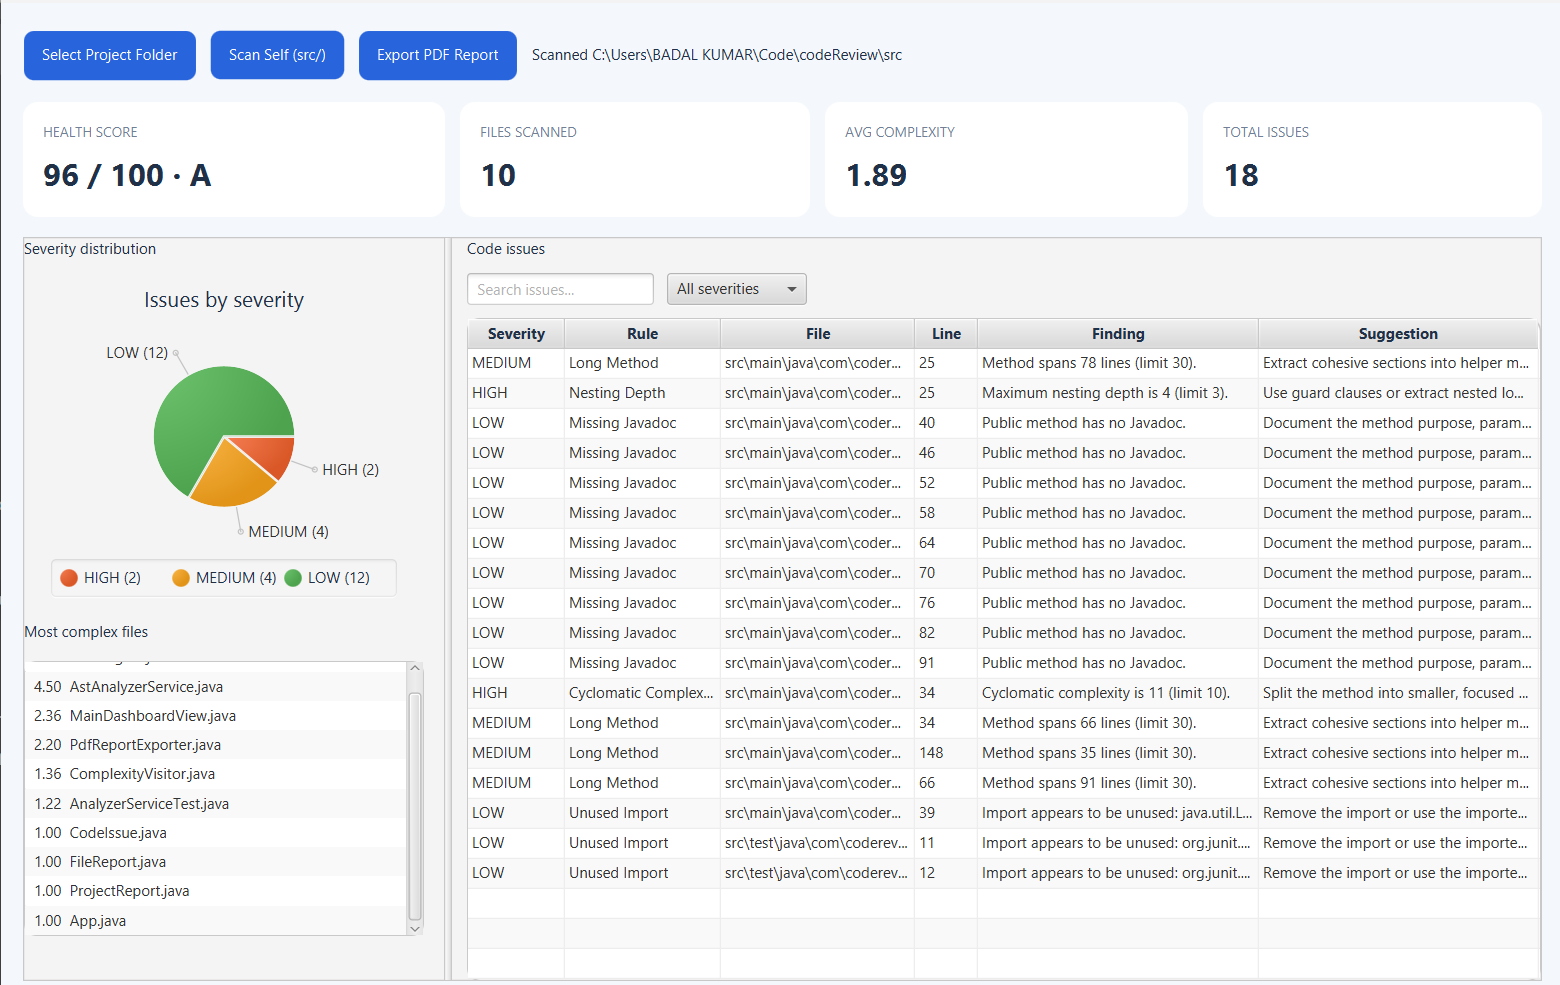 Select Project Folder Scan Self (src/) Export PDF Report Scanned C:\Users\BADAL KUMAR\Code\codeReview\src
HEALTH SCORE FILES SCANNED AVG COMPLEXITY TOTAL ISSUES
96 / 100 · A 10 1.89 18
Severity distribution
Issues by severity
LOW (12)
HIGH (2)
MEDIUM (4)
HIGH (2) MEDIUM (4) LOW (12)
Most complex files
4.50 AstAnalyzerService.java
2.36 MainDashboardView.java
2.20 PdfReportExporter.java
1.36 ComplexityVisitor.java
1.22 AnalyzerServiceTest.java
1.00 CodeIssue.java
1.00 FileReport.java
1.00 ProjectReport.java
1.00 App.java
Code issues
Search issues... All severities
Severity Rule File Line Finding Suggestion
MEDIUM Long Method src\main\java\com\coder... 25 Method spans 78 lines (limit 30). Extract cohesive sections into helper m...
HIGH Nesting Depth src\main\java\com\coder... 25 Maximum nesting depth is 4 (limit 3). Use guard clauses or extract nested lo...
LOW Missing Javadoc src\main\java\com\coder... 40 Public method has no Javadoc. Document the method purpose, param...
LOW Missing Javadoc src\main\java\com\coder... 46 Public method has no Javadoc. Document the method purpose, param...
LOW Missing Javadoc src\main\java\com\coder... 52 Public method has no Javadoc. Document the method purpose, param...
LOW Missing Javadoc src\main\java\com\coder... 58 Public method has no Javadoc. Document the method purpose, param...
LOW Missing Javadoc src\main\java\com\coder... 64 Public method has no Javadoc. Document the method purpose, param...
LOW Missing Javadoc src\main\java\com\coder... 70 Public method has no Javadoc. Document the method purpose, param...
LOW Missing Javadoc src\main\java\com\coder... 76 Public method has no Javadoc. Document the method purpose, param...
LOW Missing Javadoc src\main\java\com\coder... 82 Public method has no Javadoc. Document the method purpose, param...
LOW Missing Javadoc src\main\java\com\coder... 91 Public method has no Javadoc. Document the method purpose, param...
HIGH Cyclomatic Complex... src\main\java\com\coder... 34 Cyclomatic complexity is 11 (limit 10). Split the method into smaller, focused ...
MEDIUM Long Method src\main\java\com\coder... 34 Method spans 66 lines (limit 30). Extract cohesive sections into helper m...
MEDIUM Long Method src\main\java\com\coder... 148 Method spans 35 lines (limit 30). Extract cohesive sections into helper m...
MEDIUM Long Method src\main\java\com\coder... 66 Method spans 91 lines (limit 30). Extract cohesive sections into helper m...
LOW Unused Import src\main\java\com\coder... 39 Import appears to be unused: java.util.L... Remove the import or use the importe...
LOW Unused Import src\test\java\com\coderev... 11 Import appears to be unused: org.junit.... Remove the import or use the importe...
LOW Unused Import src\test\java\com\coderev... 12 Import appears to be unused: org.junit.... Remove the import or use the importe...